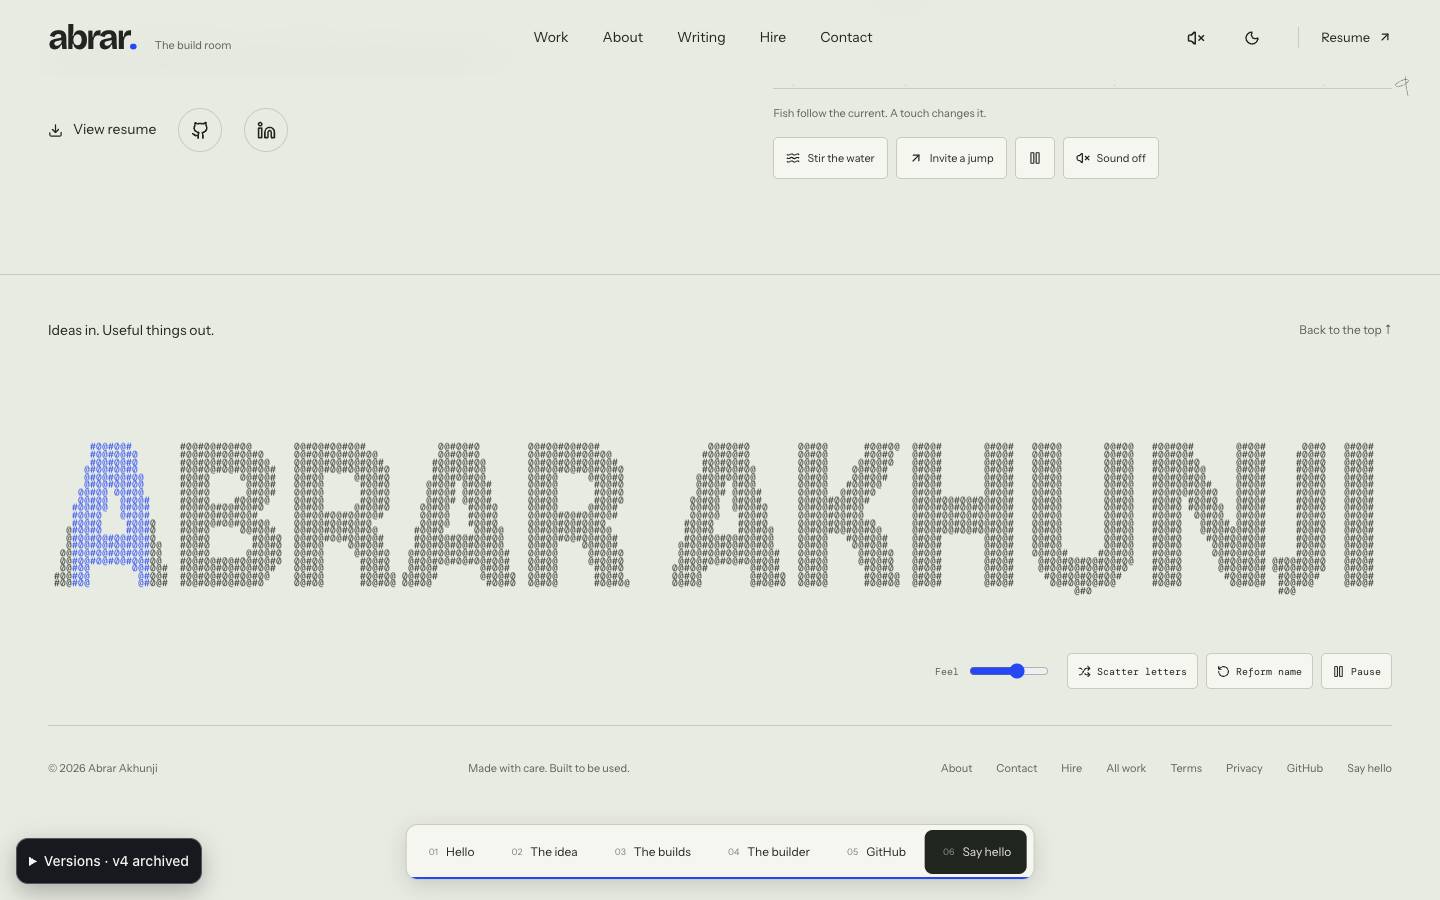 abrar.
The build room
Work
About
Writing
Hire
Contact
Resume
View resume
Fish follow the current. A touch changes it.
Stir the water
Invite a jump
Sound off
Ideas in. Useful things out.
Back to the top ↑
ABRAR AKHUNJI
Feel
Scatter letters
Reform name
Pause
© 2026 Abrar Akhunji
Made with care. Built to be used.
About
Contact
Hire
All work
Terms
Privacy
GitHub
Say hello
Versions · v4 archived
01 Hello
02 The idea
03 The builds
04 The builder
05 GitHub
06 Say hello